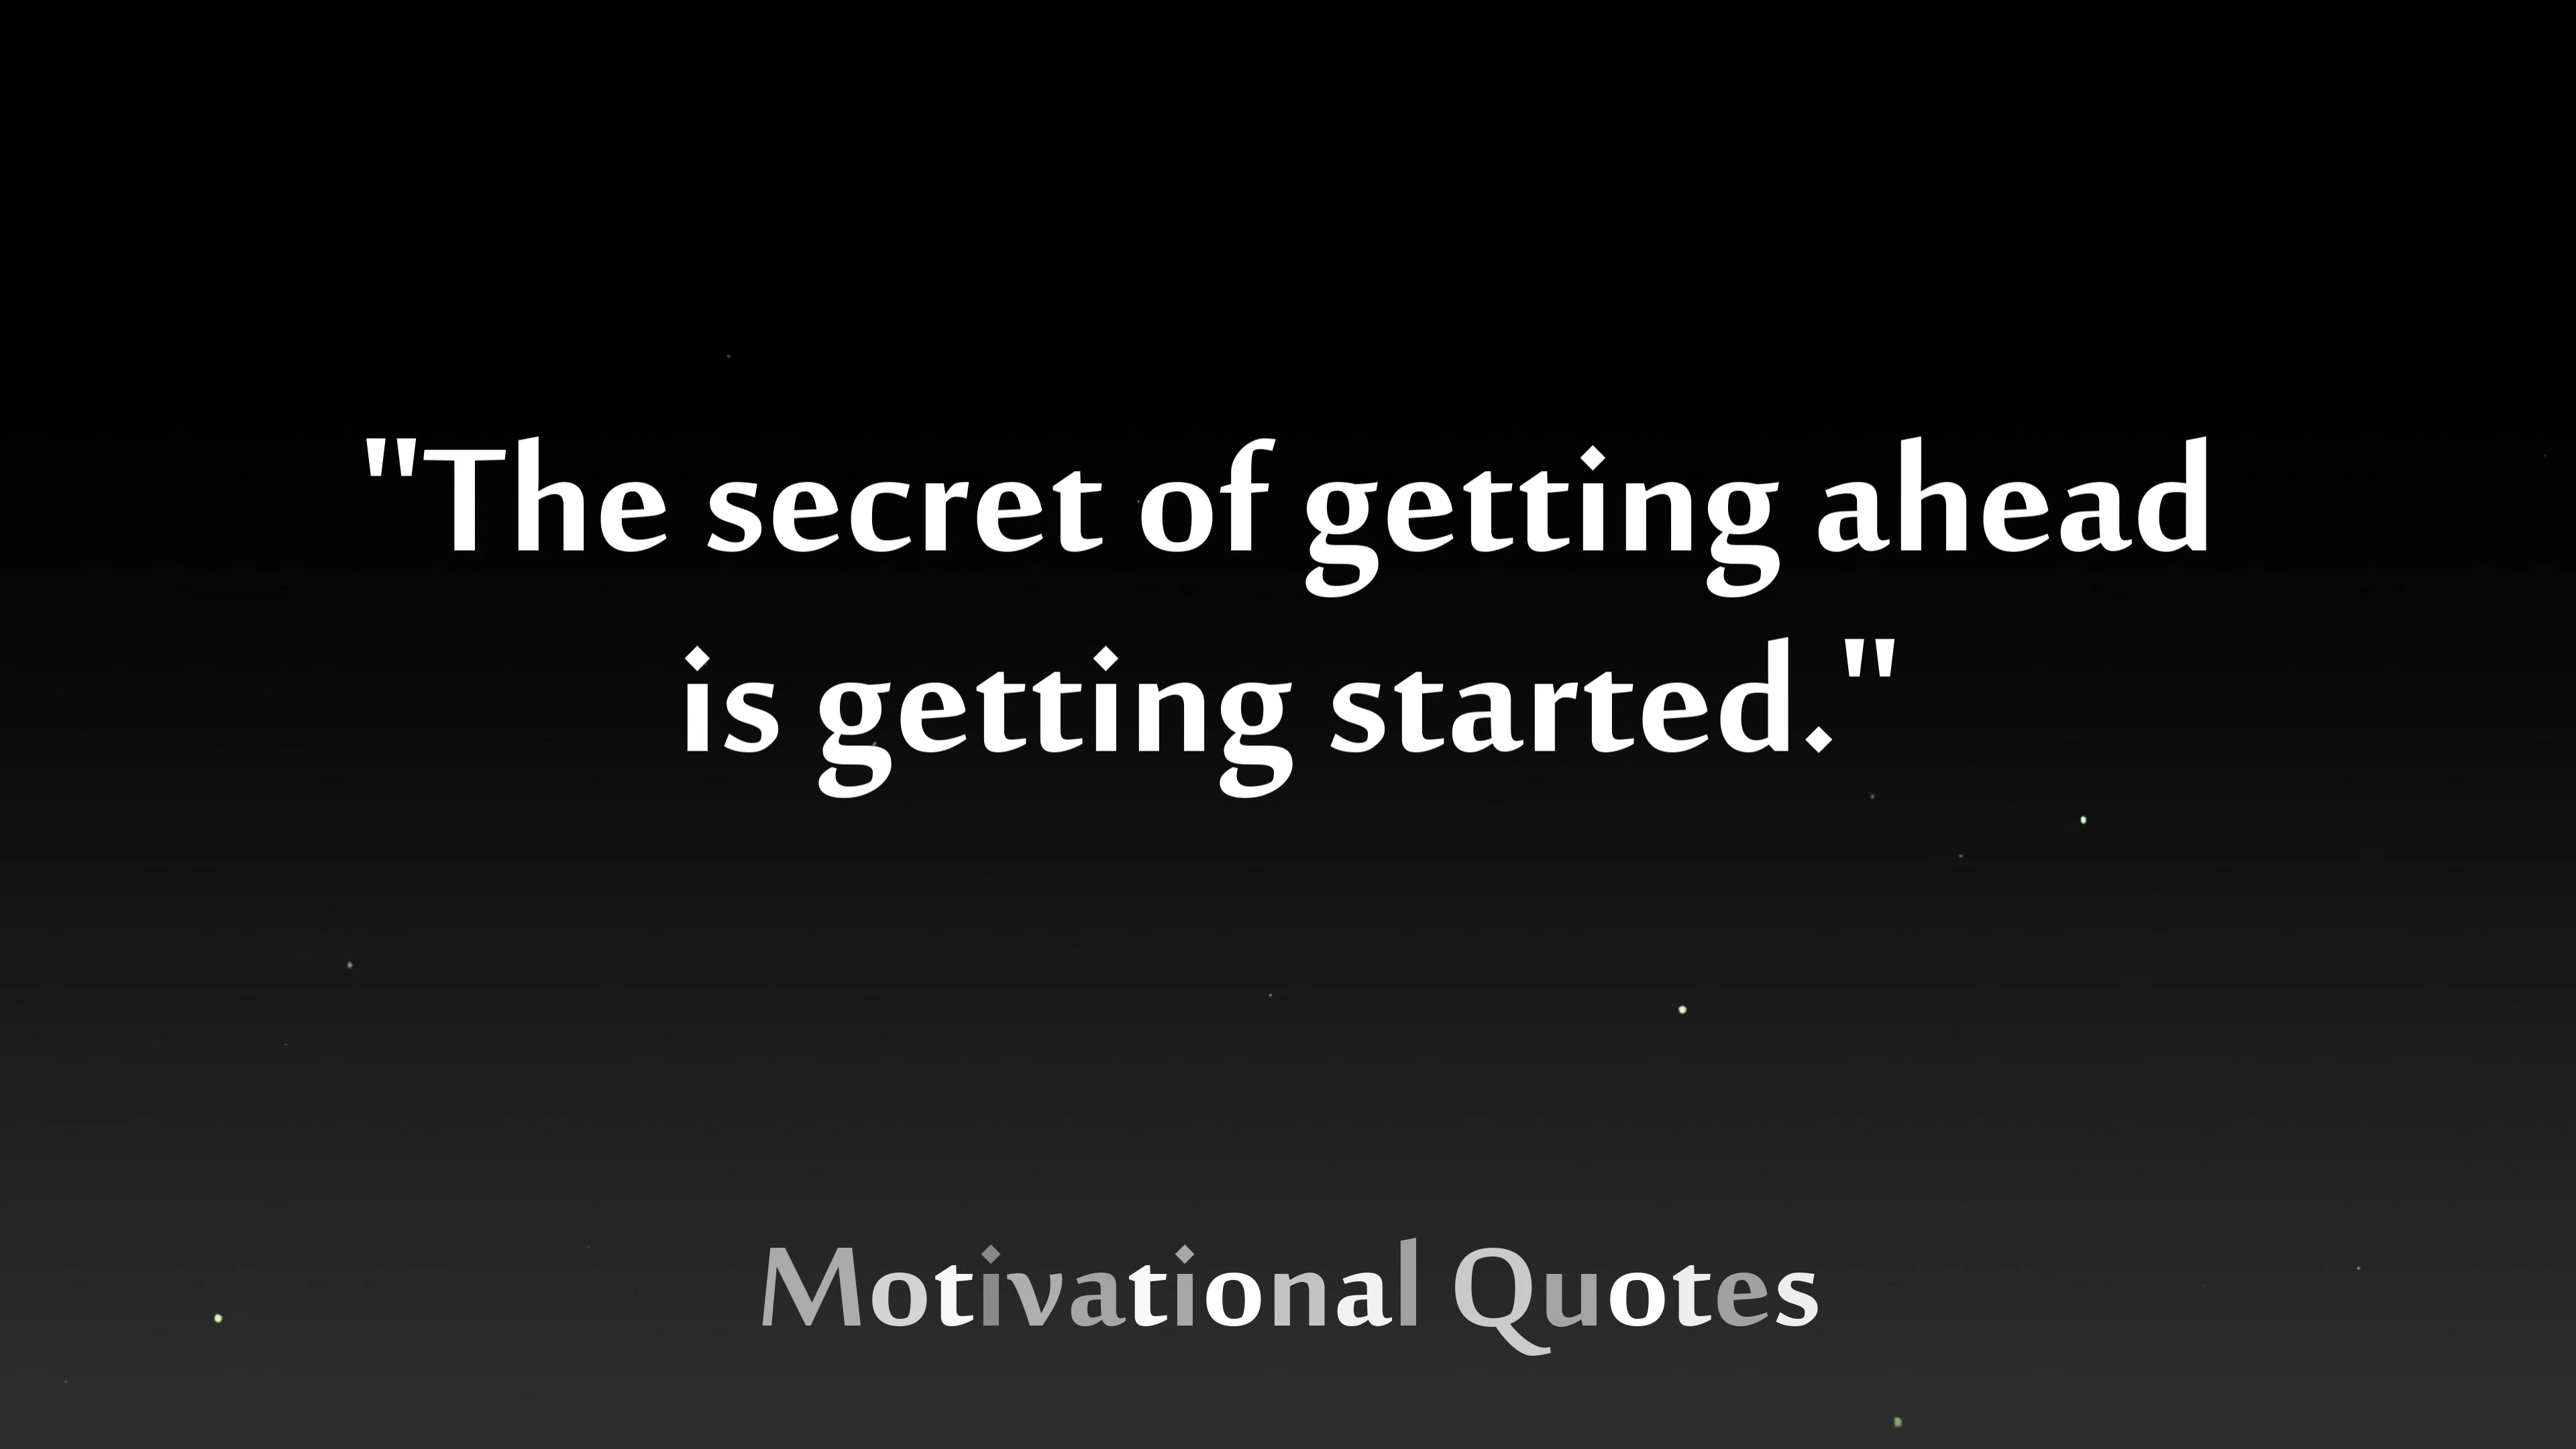 "The secret of getting ahead
is getting started."
Motivational Quotes